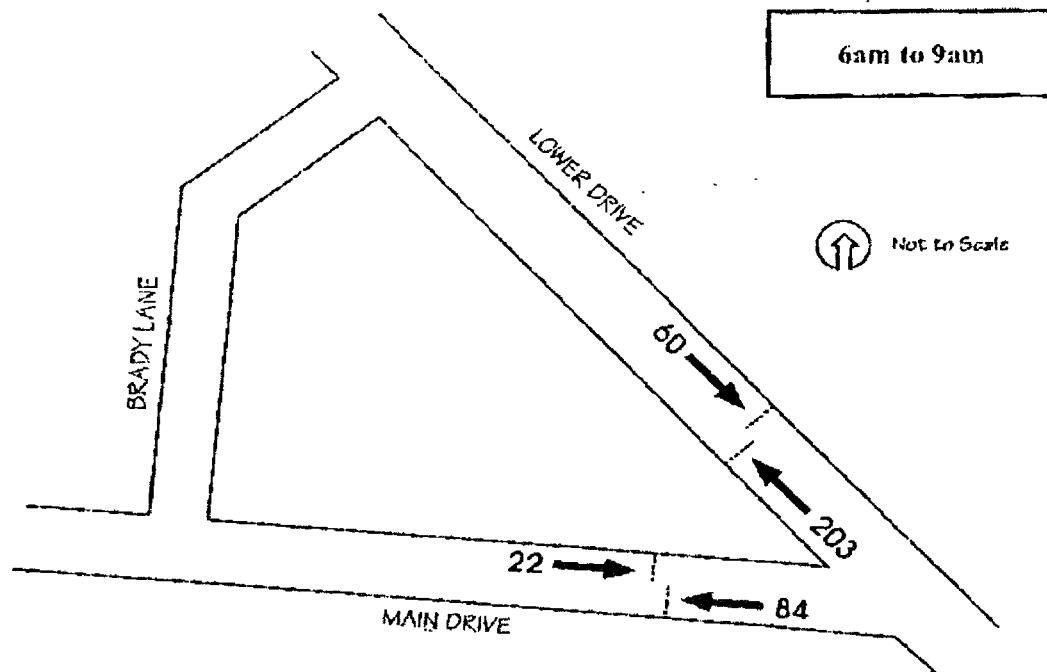 6am to 9am
LOWER DRIVE
Not to Scale
BRADY LANE
60
203
22
84
MAIN DRIVE